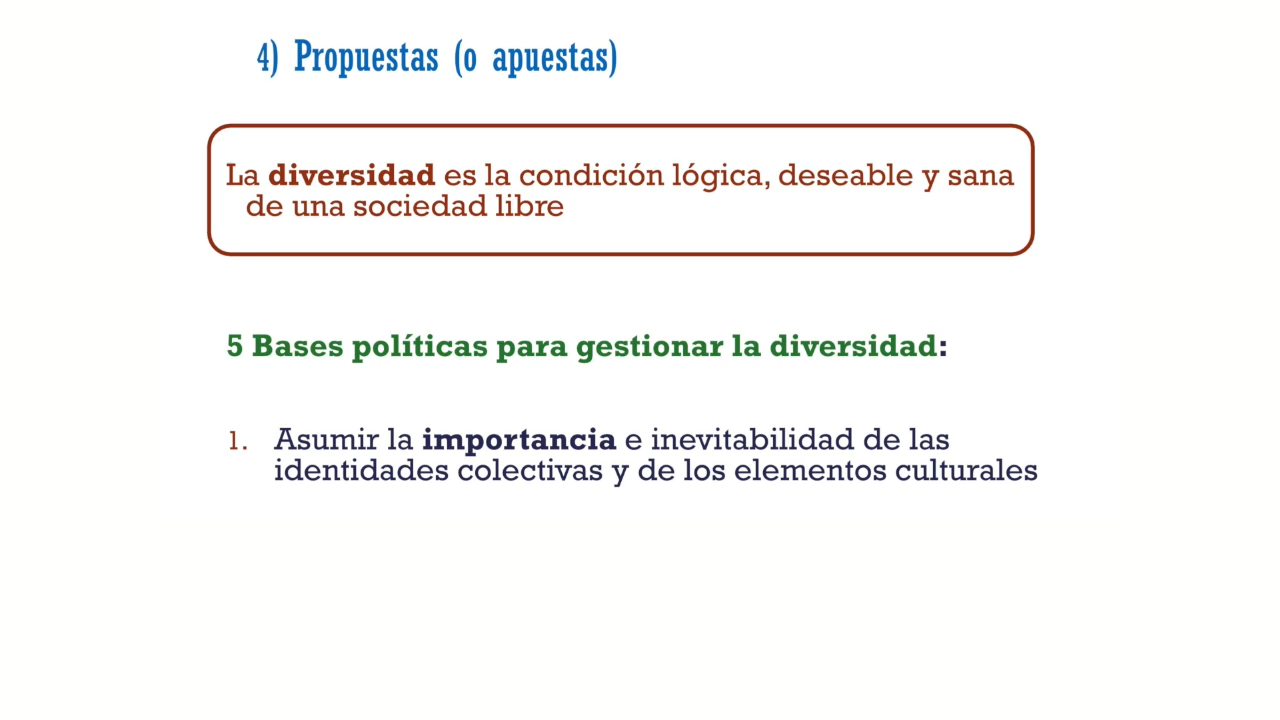 4) Propuestas (o apuestas)
La diversidad es la condición lógica, deseable y sana
de una sociedad libre
5 Bases políticas para gestionar la diversidad:
1. Asumir la importancia e inevitabilidad de las
identidades colectivas y de los elementos culturales